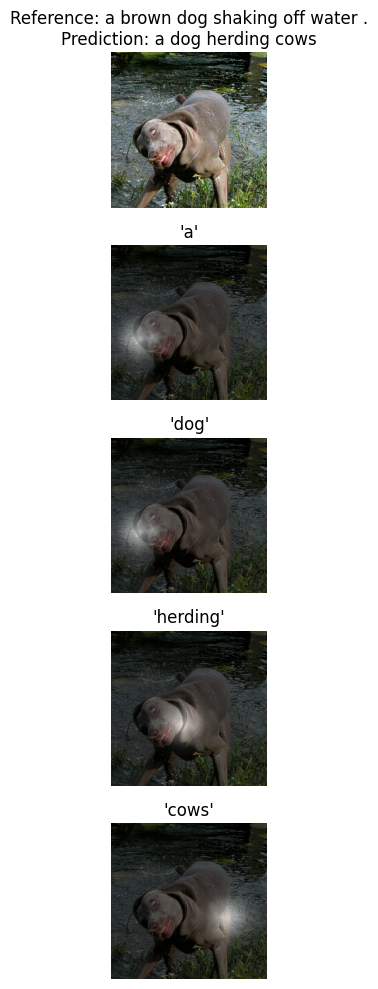 Reference: a brown dog shaking off water .
Prediction: a dog herding cows
'a'
'dog'
'herding'
'cows'